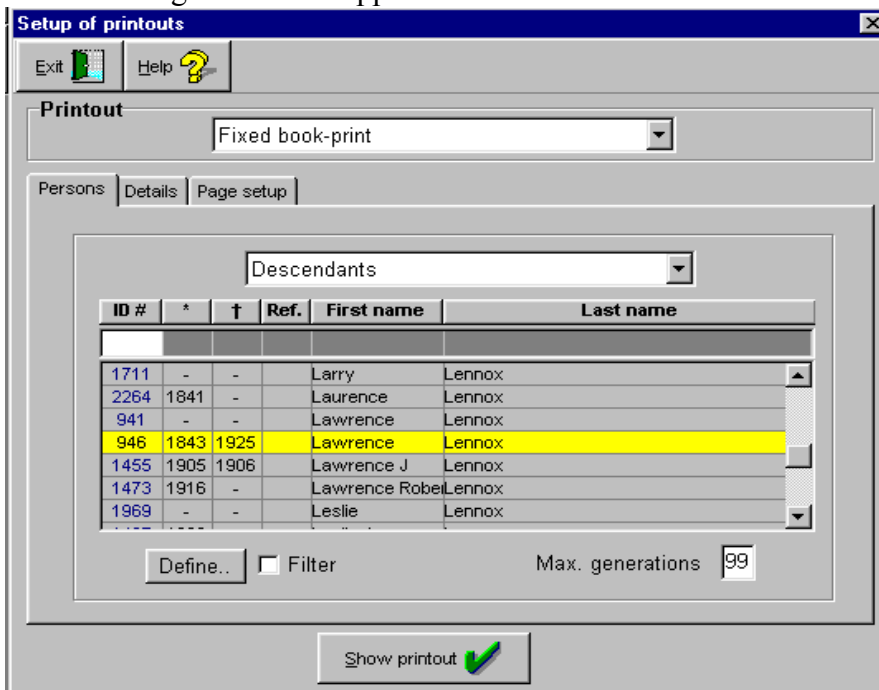 Setup of printouts
Exit Help
Printout
Fixed book-print
Persons Details Page setup
Descendants
ID # * † Ref. First name Last name
1711 - - Larry Lennox
2264 1841 - Laurence Lennox
941 - - Lawrence Lennox
946 1843 1925 Lawrence Lennox
1455 1905 1906 Lawrence J Lennox
1473 1916 - Lawrence Robe Lennox
1969 - - Leslie Lennox
Define.. Filter Max. generations 99
Show printout